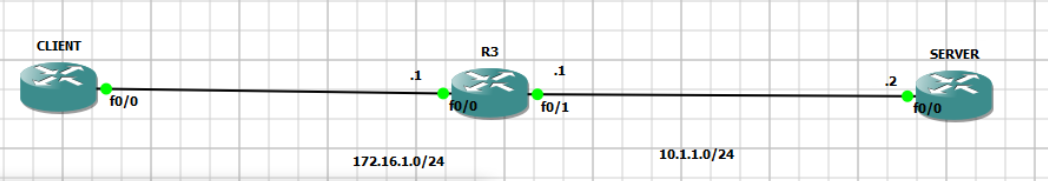 CLIENT
R3
SERVER
.1
.1
.2
f0/0
f0/0
f0/1
f0/0
172.16.1.0/24
10.1.1.0/24